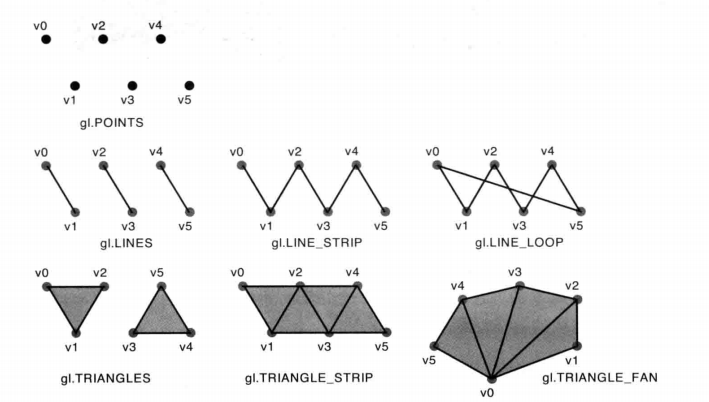 v0 v2 v4
v1 v3 v5
gl.POINTS
v0 v2 v4 v0 v2 v4 v0 v2 v4
v1 v3 v5 v1 v3 v5 v1 v3 v5
gl.LINES gl.LINE_STRIP gl.LINE_LOOP
v0 v2 v5 v0 v2 v4 v4 v3 v2
v1 v3 v4 v1 v3 v5 v5 v1
gl.TRIANGLES gl.TRIANGLE_STRIP gl.TRIANGLE_FAN
v0